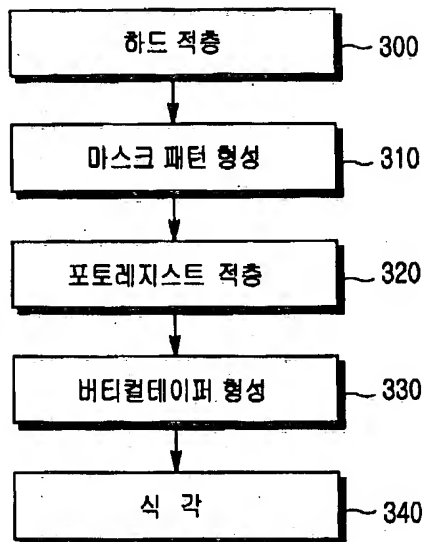 하드 적층
300
마스크 패턴 형성
310
포토레지스트 적층
320
버티컬테이퍼 형성
330
식 각
340